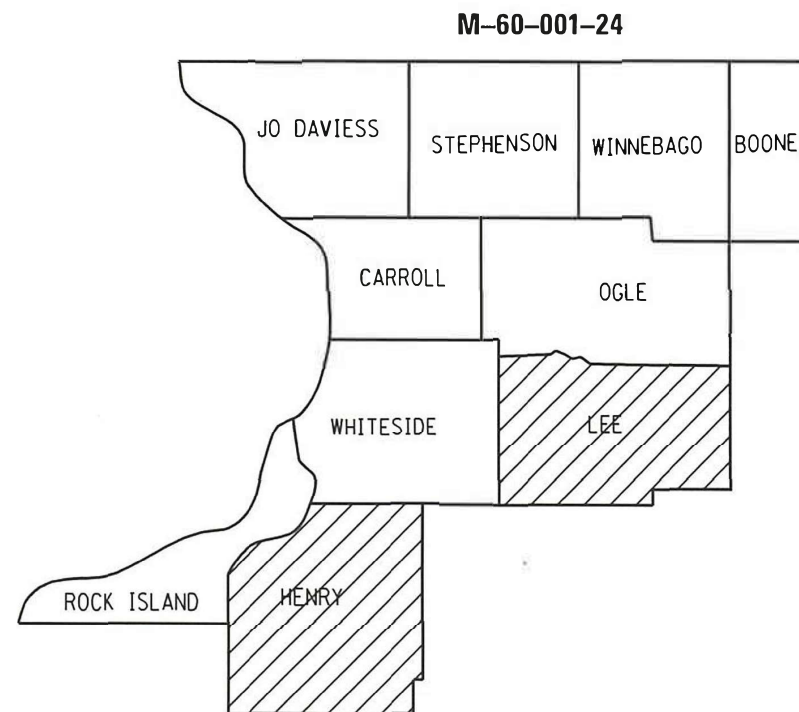 M–60–001–24
JO DAVIESS
STEPHENSON
WINNEBAGO
BOONE
CARROLL
OGLE
WHITESIDE
LEE
ROCK ISLAND
HENRY